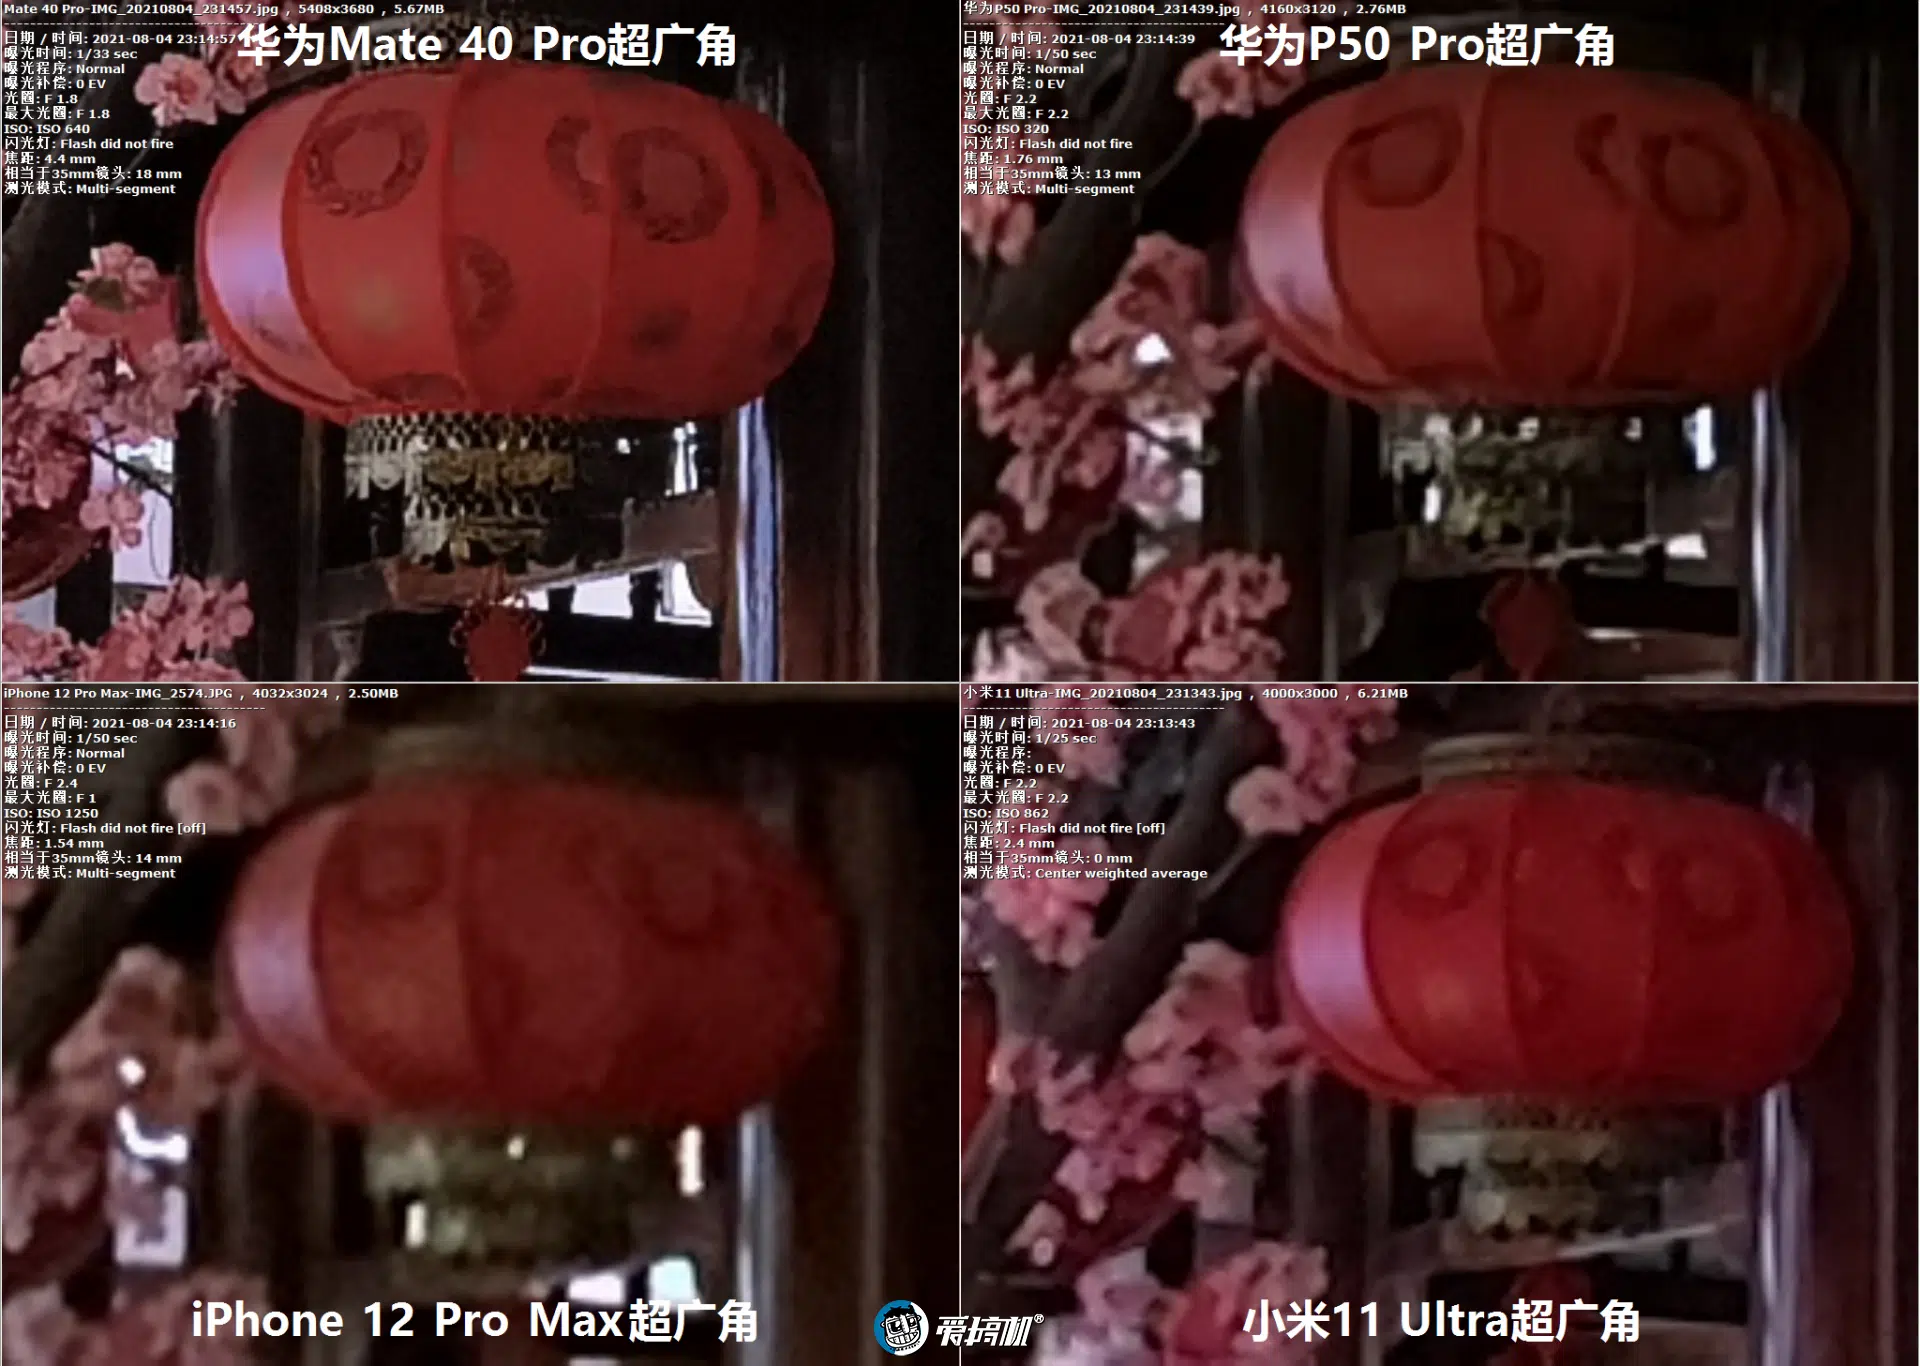 Mate 40 Pro-IMG_20210804_231457.jpg , 5408x3680 , 5.67MB
日期 / 时间: 2021-08-04 23:14:57
曝光时间: 1/33 sec
曝光程序: Normal
曝光补偿: 0 EV
光圈: F 1.8
最大光圈: F 1.8
ISO: ISO 640
闪光灯: Flash did not fire
焦距: 4.4 mm
相当于35mm镜头: 18 mm
测光模式: Multi-segment
华为Mate 40 Pro超广角
华为P50 Pro-IMG_20210804_231439.jpg , 4160x3120 , 2.76MB
日期 / 时间: 2021-08-04 23:14:39
曝光时间: 1/50 sec
曝光程序: Normal
曝光补偿: 0 EV
光圈: F 2.2
最大光圈: F 2.2
ISO: ISO 320
闪光灯: Flash did not fire
焦距: 1.76 mm
相当于35mm镜头: 13 mm
测光模式: Multi-segment
华为P50 Pro超广角
iPhone 12 Pro Max-IMG_2574.JPG , 4032x3024 , 2.50MB
日期 / 时间: 2021-08-04 23:14:16
曝光时间: 1/50 sec
曝光程序: Normal
曝光补偿: 0 EV
光圈: F 2.4
最大光圈: F 1
ISO: ISO 1250
闪光灯: Flash did not fire [off]
焦距: 1.54 mm
相当于35mm镜头: 14 mm
测光模式: Multi-segment
iPhone 12 Pro Max超广角
小米11 Ultra-IMG_20210804_231343.jpg , 4000x3000 , 6.21MB
日期 / 时间: 2021-08-04 23:13:43
曝光时间: 1/25 sec
曝光程序:
曝光补偿: 0 EV
光圈: F 2.2
最大光圈: F 2.2
ISO: ISO 862
闪光灯: Flash did not fire [off]
焦距: 2.4 mm
相当于35mm镜头: 0 mm
测光模式: Center weighted average
小米11 Ultra超广角
爱搞机®